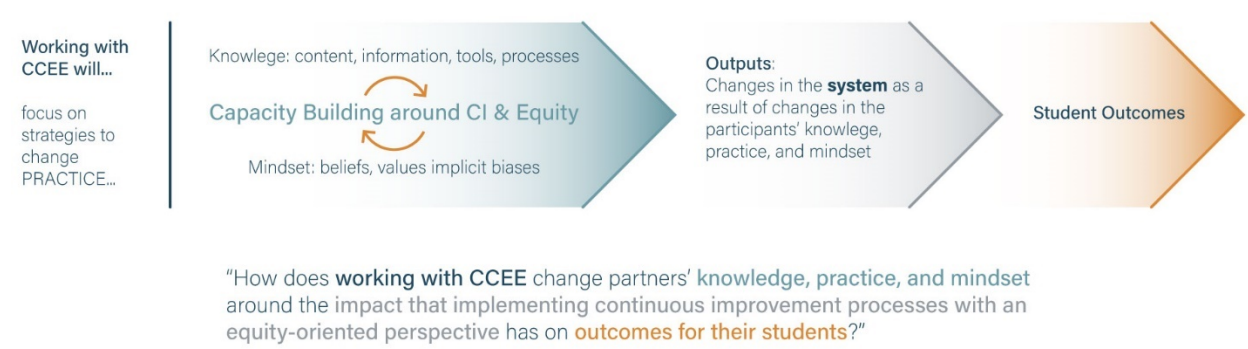 Working with
CCEE will...
focus on
strategies to
change
PRACTICE...
Knowlege: content, information, tools, processes
Capacity Building around CI & Equity
Mindset: beliefs, values implicit biases
Outputs:
Changes in the system as a
result of changes in the
participants' knowlege,
practice, and mindset
Student Outcomes
“How does working with CCEE change partners' knowledge, practice, and mindset
around the impact that implementing continuous improvement processes with an
equity-oriented perspective has on outcomes for their students?”